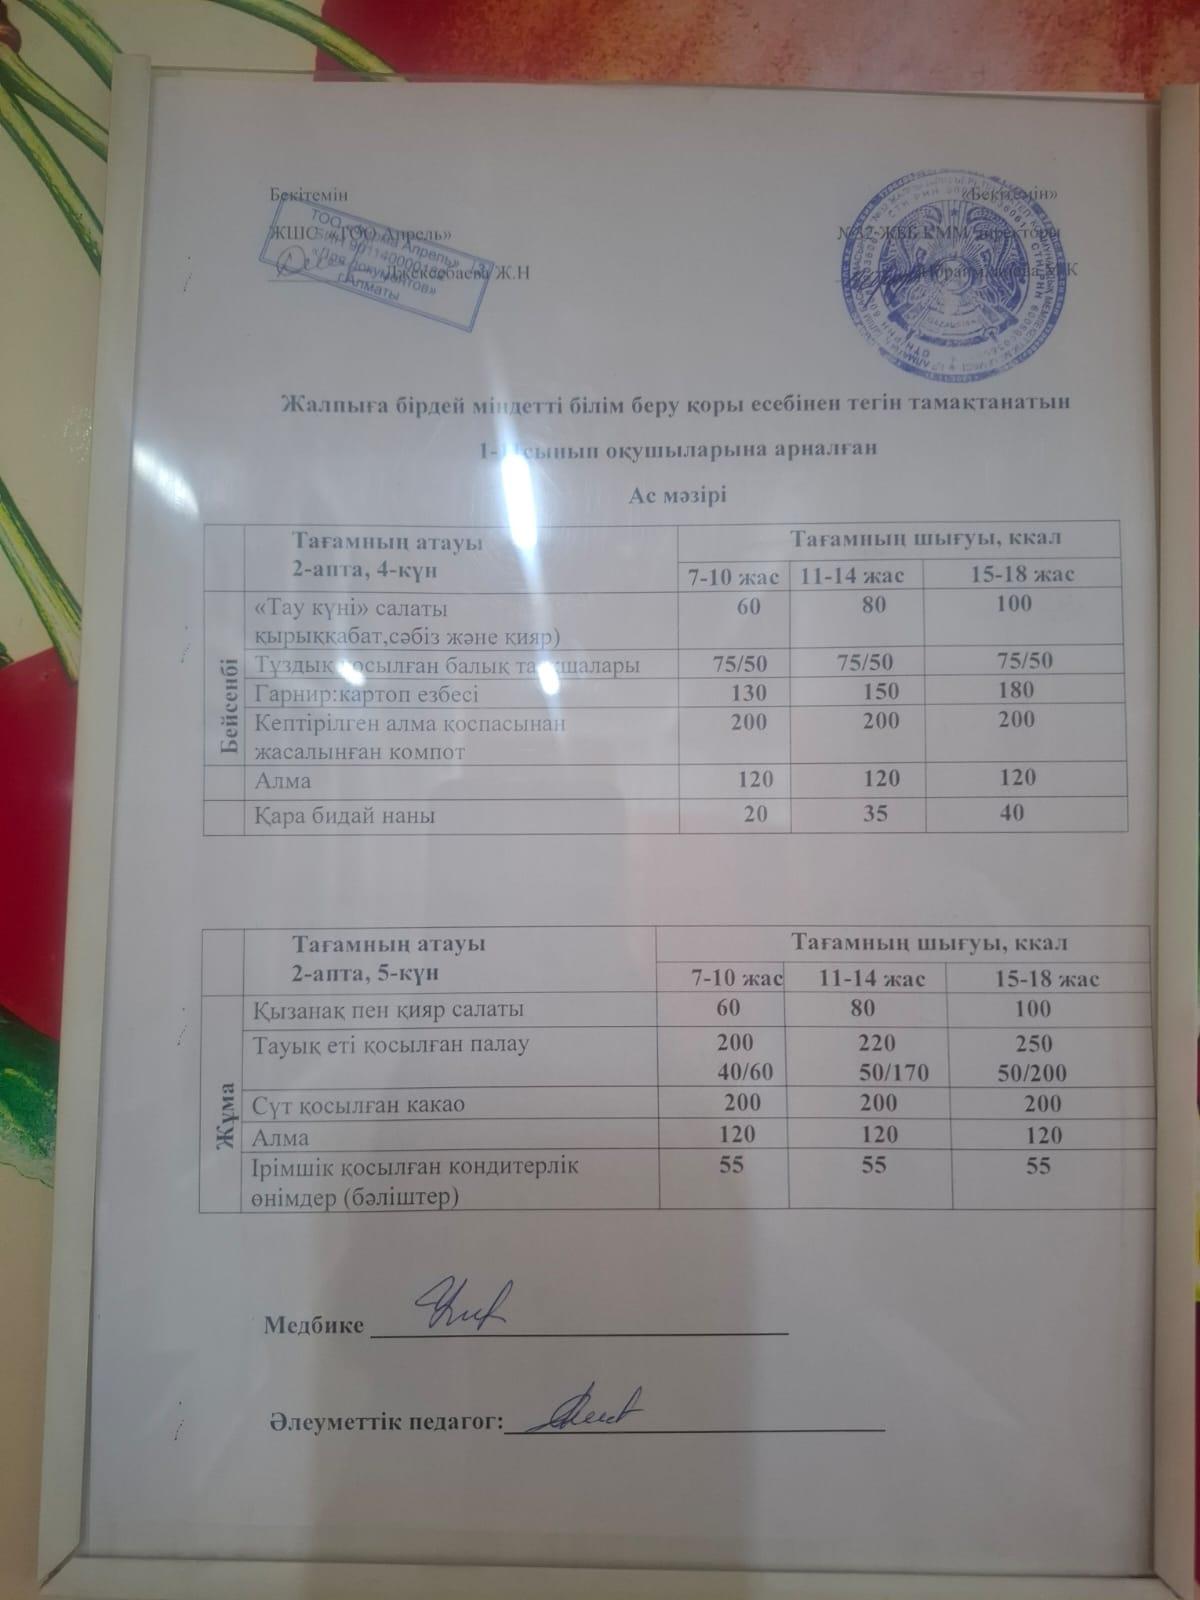 Бекітемін
«Бекітемін»
ЖШС «ТОО Апрель»
№32 ЖББ КММ директоры
Джексебаева Ж.Н
«Для документов»
г.Алматы
Жалпыға бірдей міндетті білім беру қоры есебінен тегін тамақтанатын
сынып оқушыларына арналған
Ас мәзірі
Тағамның атауы
2-апта, 4-күн
Тағамның шығуы, ккал
7-10 жас 11-14 жас 15-18 жас
Бейсенбі
«Тау күні» салаты 60 80 100
қырыққабат,сәбіз және қияр)
Тұздық қосылған балық 75/50 75/50 75/50
Гарнир:картоп езбесі 130 150 180
Кептірілген алма қоспасынан 200 200 200
жасалынған компот
Алма 120 120 120
Қара бидай наны 20 35 40
Тағамның атауы
2-апта, 5-күн
Тағамның шығуы, ккал
7-10 жас 11-14 жас 15-18 жас
Жұма
Қызанақ пен қияр салаты 60 80 100
Тауық еті қосылған палау 200 220 250
40/60 50/170 50/200
Сүт қосылған какао 200 200 200
Алма 120 120 120
Ірімшік қосылған кондитерлік 55 55 55
өнімдер (бәліштер)
Медбике
Әлеуметтік педагог: